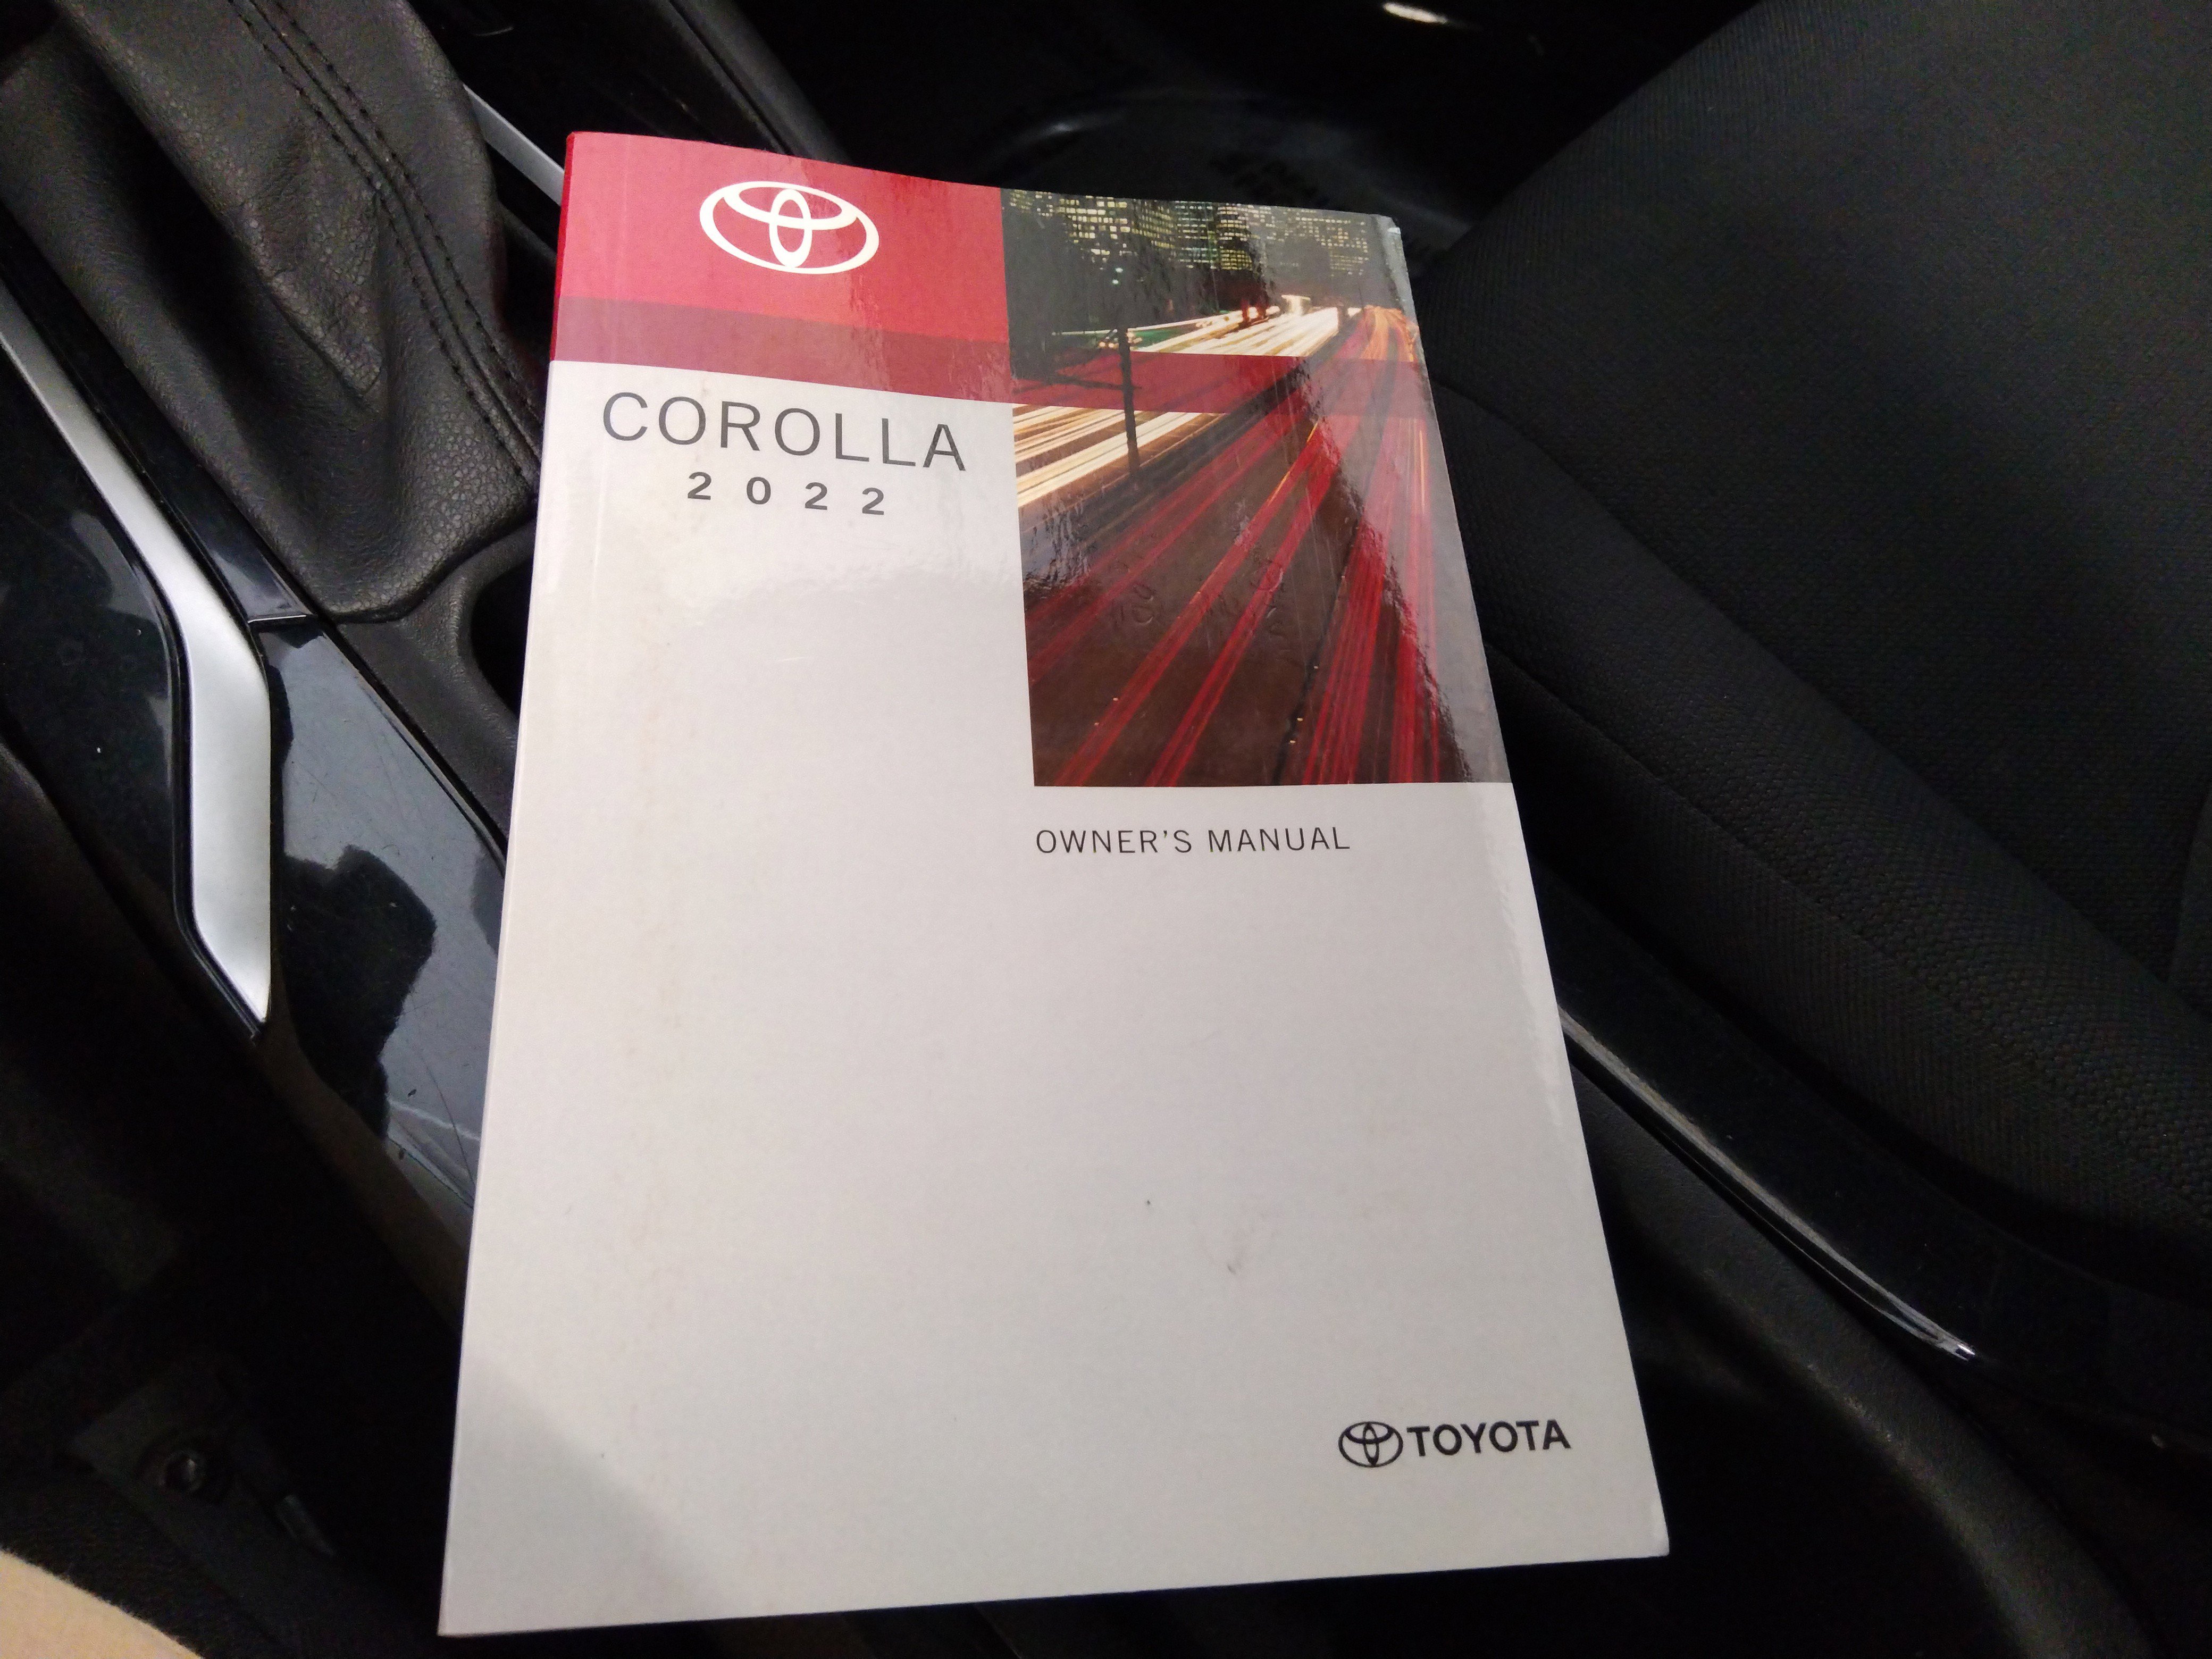 COROLLA
2022
OWNER'S MANUAL
TOYOTA